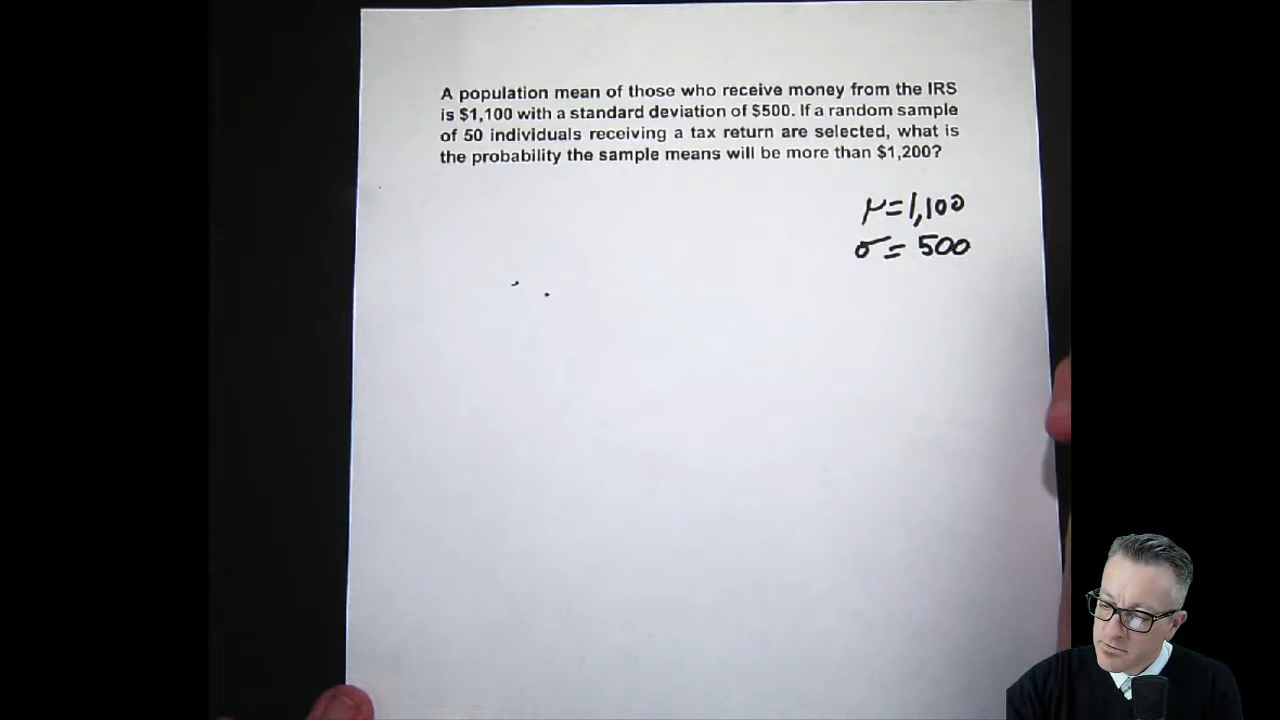 A population mean of those who receive money from the IRS
is $1,100 with a standard deviation of $500. If a random sample
of 50 individuals receiving a tax return are selected, what is
the probability the sample means will be more than $1,200?
μ=1,100
σ= 500